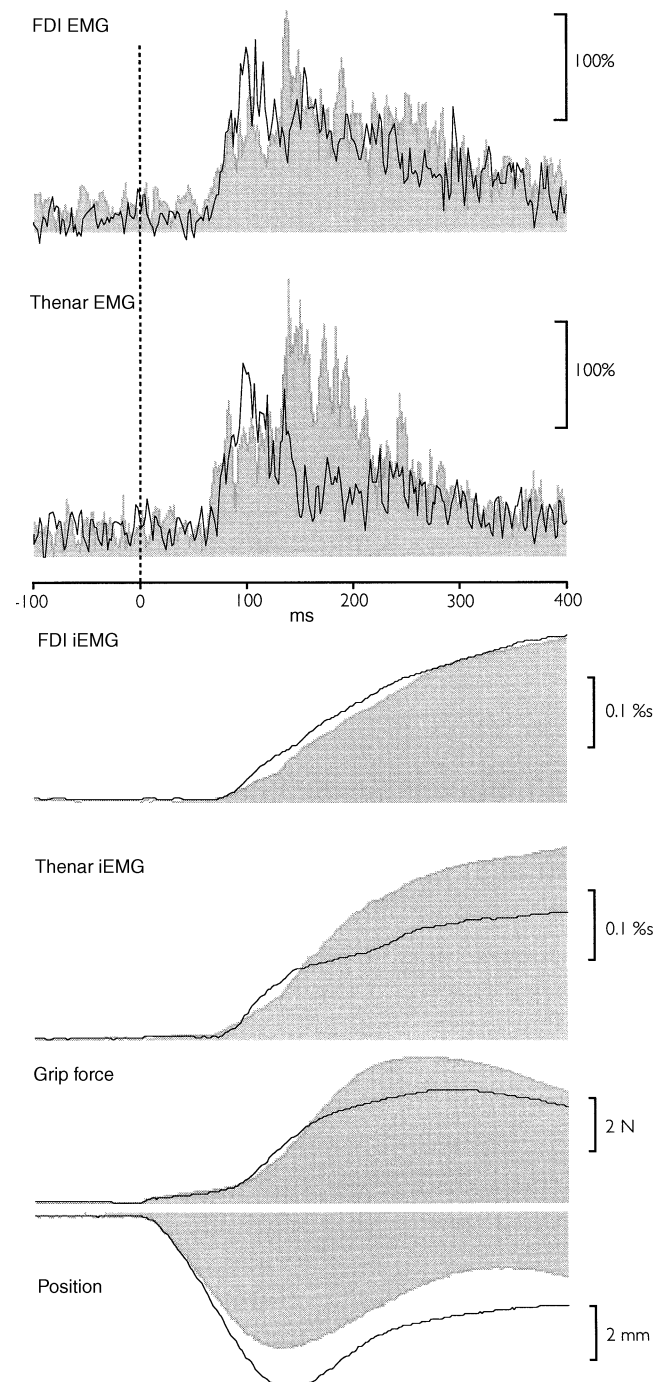 FDI EMG
100%
Thenar EMG
100%
-100 0 100 200 300 400
ms
FDI iEMG
0.1 %s
Thenar iEMG
0.1 %s
Grip force
2 N
Position
2 mm